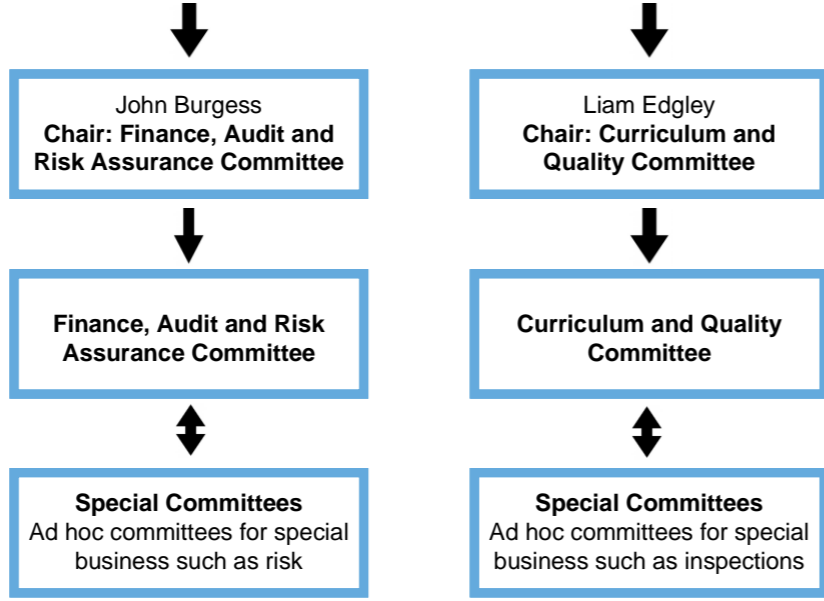 John Burgess
Chair: Finance, Audit and
Risk Assurance Committee
Liam Edgley
Chair: Curriculum and
Quality Committee
Finance, Audit and Risk
Assurance Committee
Curriculum and Quality
Committee
Special Committees
Ad hoc committees for special
business such as risk
Special Committees
Ad hoc committees for special
business such as inspections